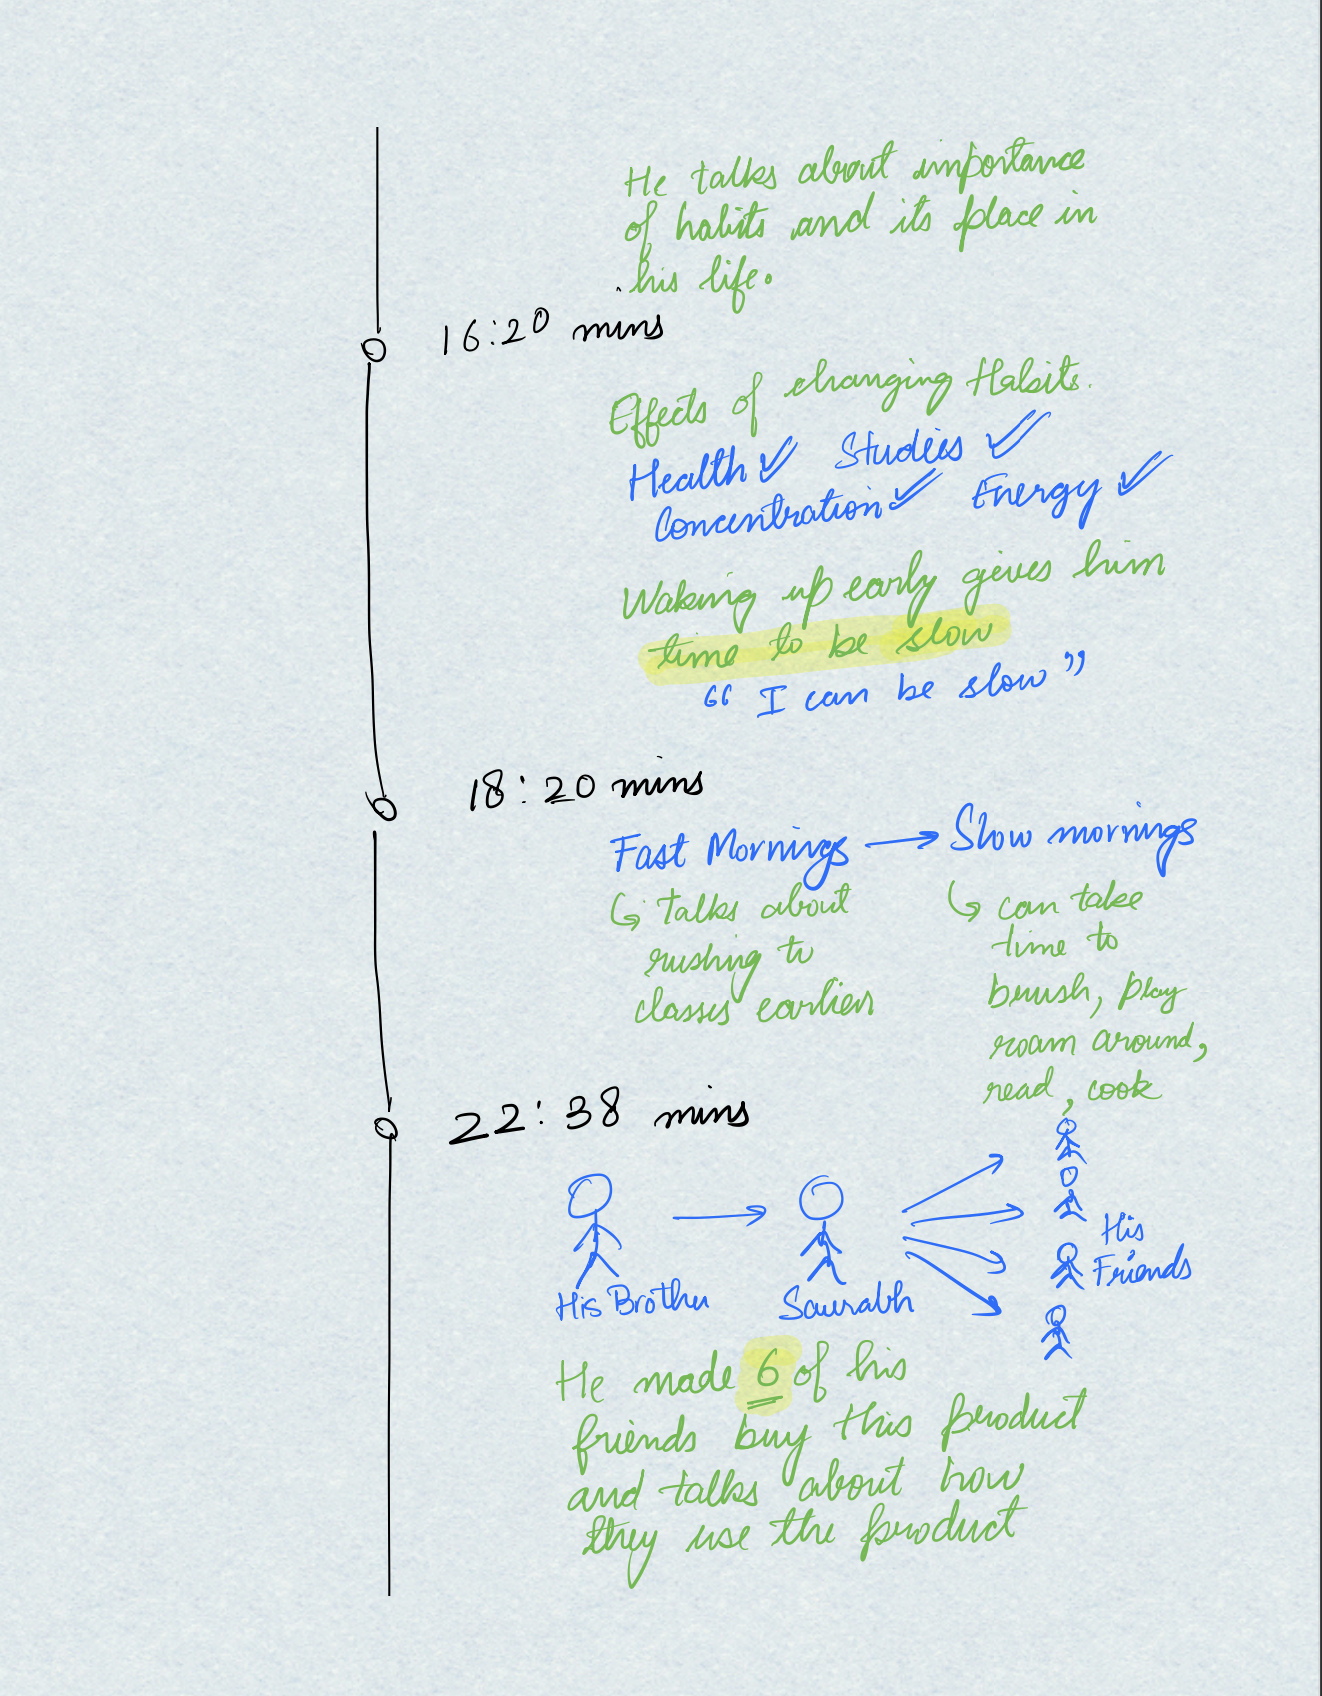 He talks about importance
of habits and its place in
his life.
16:20 mins
Effects of changing Habits.
Health ✓ Studies ✓
Concentration ✓ Energy ✓
Waking up early gives him
time to be slow
“ I can be slow ”
18:20 mins
Fast Mornings → Slow mornings
↳ talks about
rushing to
classes earlier
↳ can take
time to
brush, play
roam around,
read, cook
22:38 mins
His Brother
Saurabh
His
Friends
He made 6 of his
friends buy this product
and talks about how
they use the product